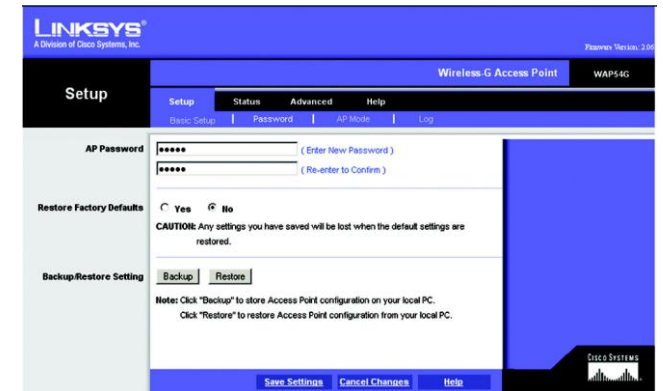 LINKSYS®
A Division of Cisco Systems, Inc.
Firmware Version: 2.06
Wireless-G Access Point WAP54G
Setup
Setup Status Advanced Help
Basic Setup | Password | AP Mode | Log
AP Password
••••• ( Enter New Password )
••••• ( Re-enter to Confirm )
Restore Factory Defaults
Yes No
CAUTION: Any settings you have saved will be lost when the default settings are
restored.
Backup/Restore Setting
Backup Restore
Note: Click "Backup" to store Access Point configuration on your local PC.
Click "Restore" to restore Access Point configuration from your local PC.
CISCO SYSTEMS
Save Settings Cancel Changes Help